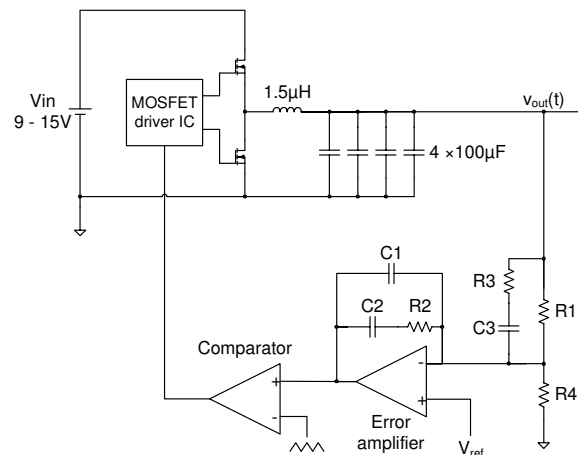 MOSFET
driver IC
Vin
9 - 15V
1.5µH
v_out(t)
4 ×100µF
C1
C2
R2
R3
C3
R1
R4
Comparator
+
-
Error
amplifier
-
+
V_ref